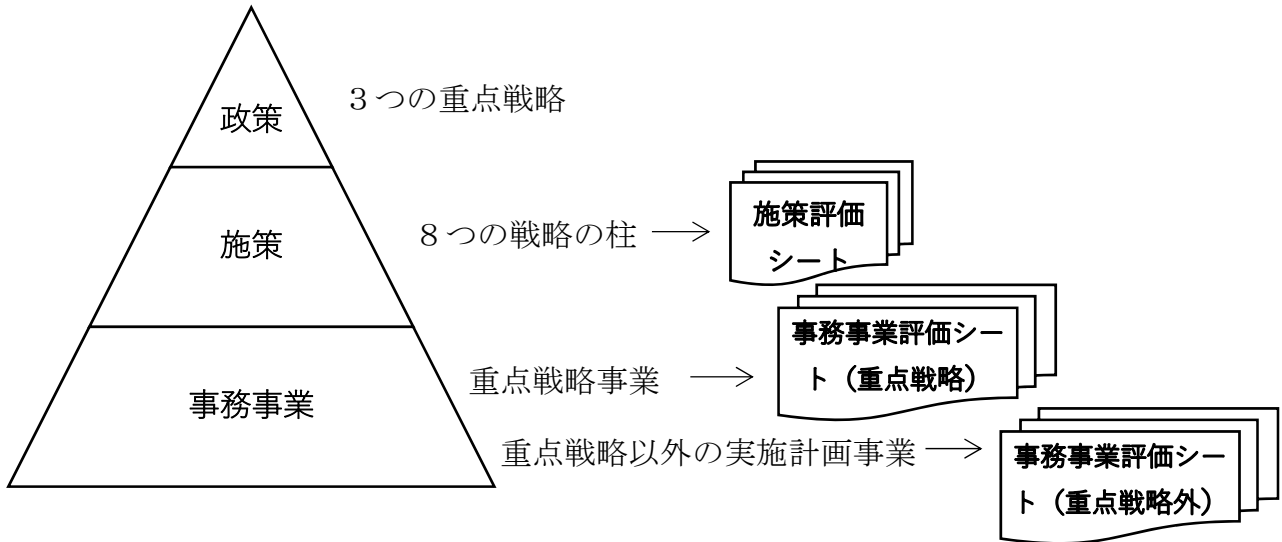 政策
3つの重点戦略
施策
8つの戦略の柱
施策評価
シート
事務事業
重点戦略事業
事務事業評価シー
ト（重点戦略）
重点戦略以外の実施計画事業
事務事業評価シー
ト（重点戦略外）